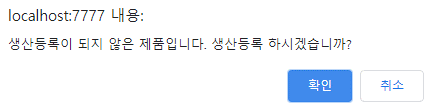 localhost:7777 내용:
생산등록이 되지 않은 제품입니다. 생산등록 하시겠습니까?
확인 취소